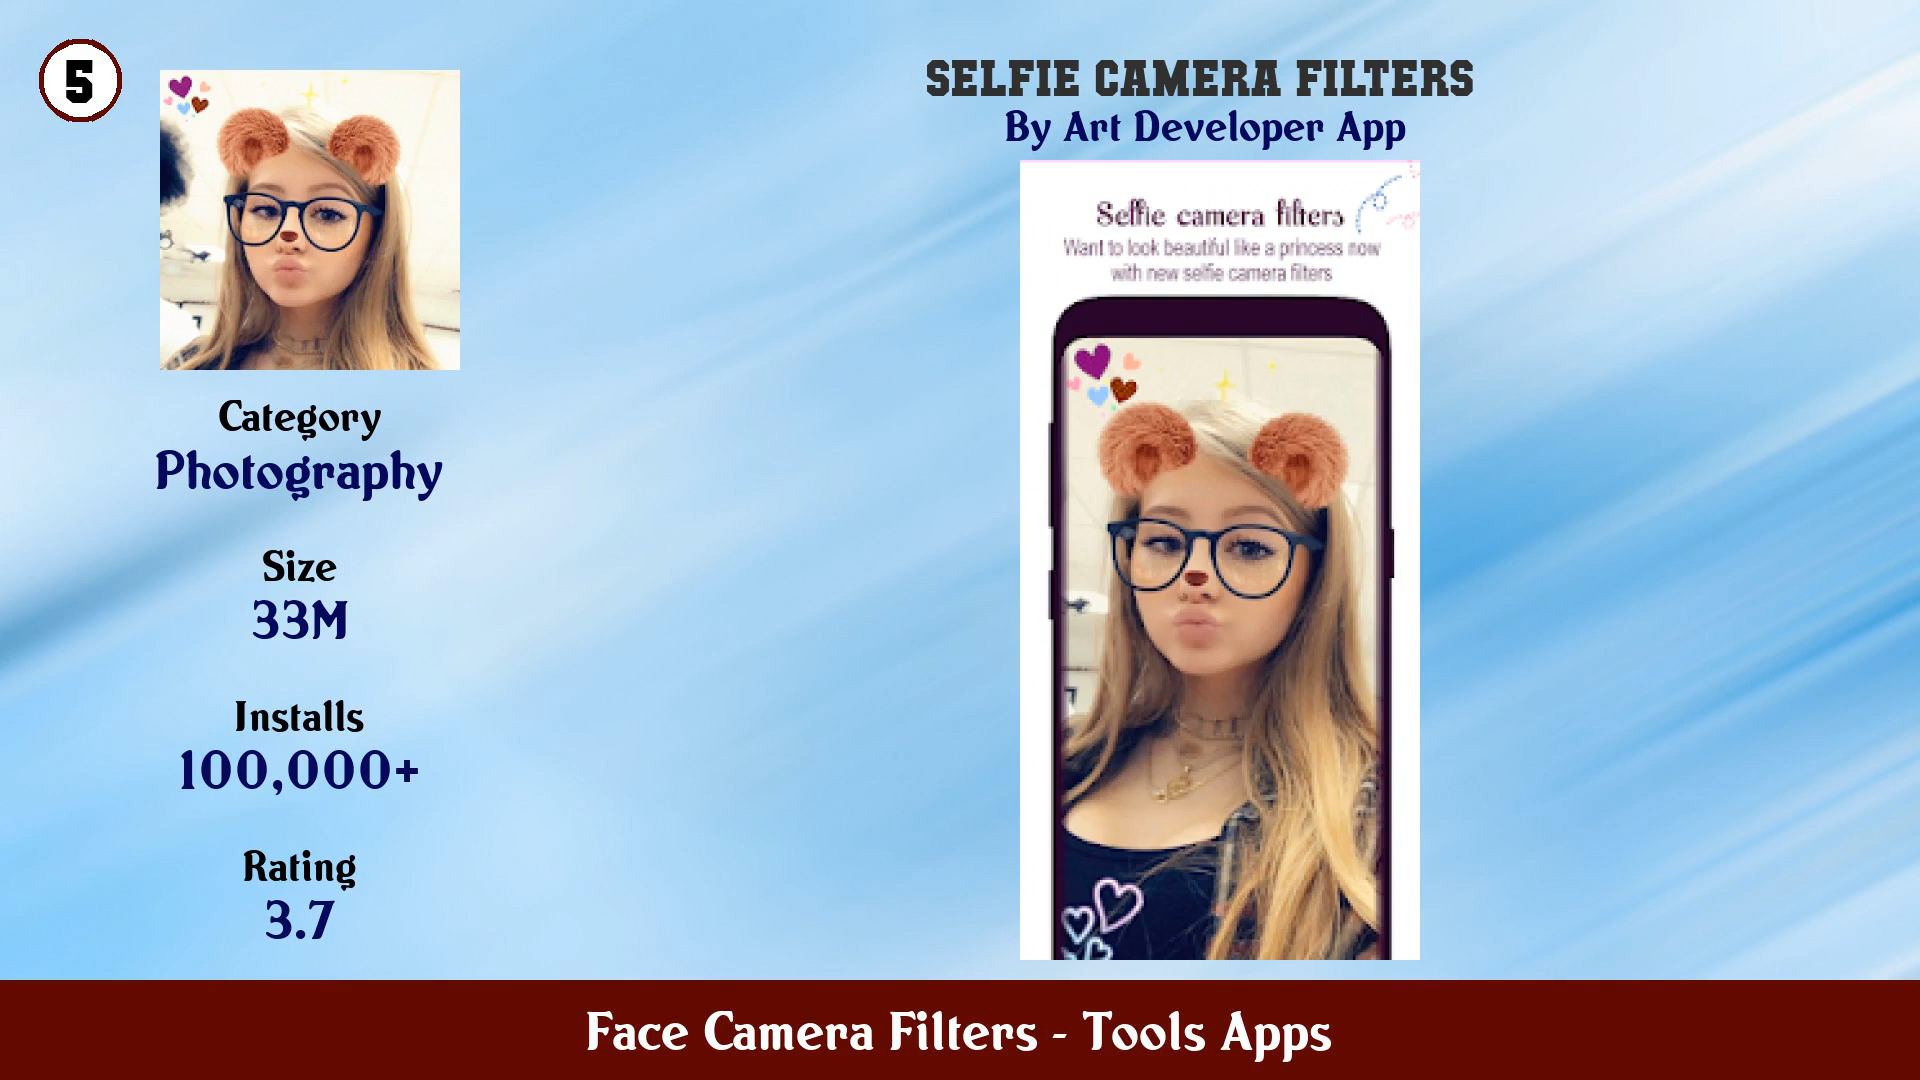 5
SELFIE CAMERA FILTERS
By Art Developer App
Selfie camera filters
Want to look beautiful like a princess now
with new selfie camera filters
Category
Photography
Size
33M
Installs
100,000+
Rating
3.7
Face Camera Filters - Tools Apps